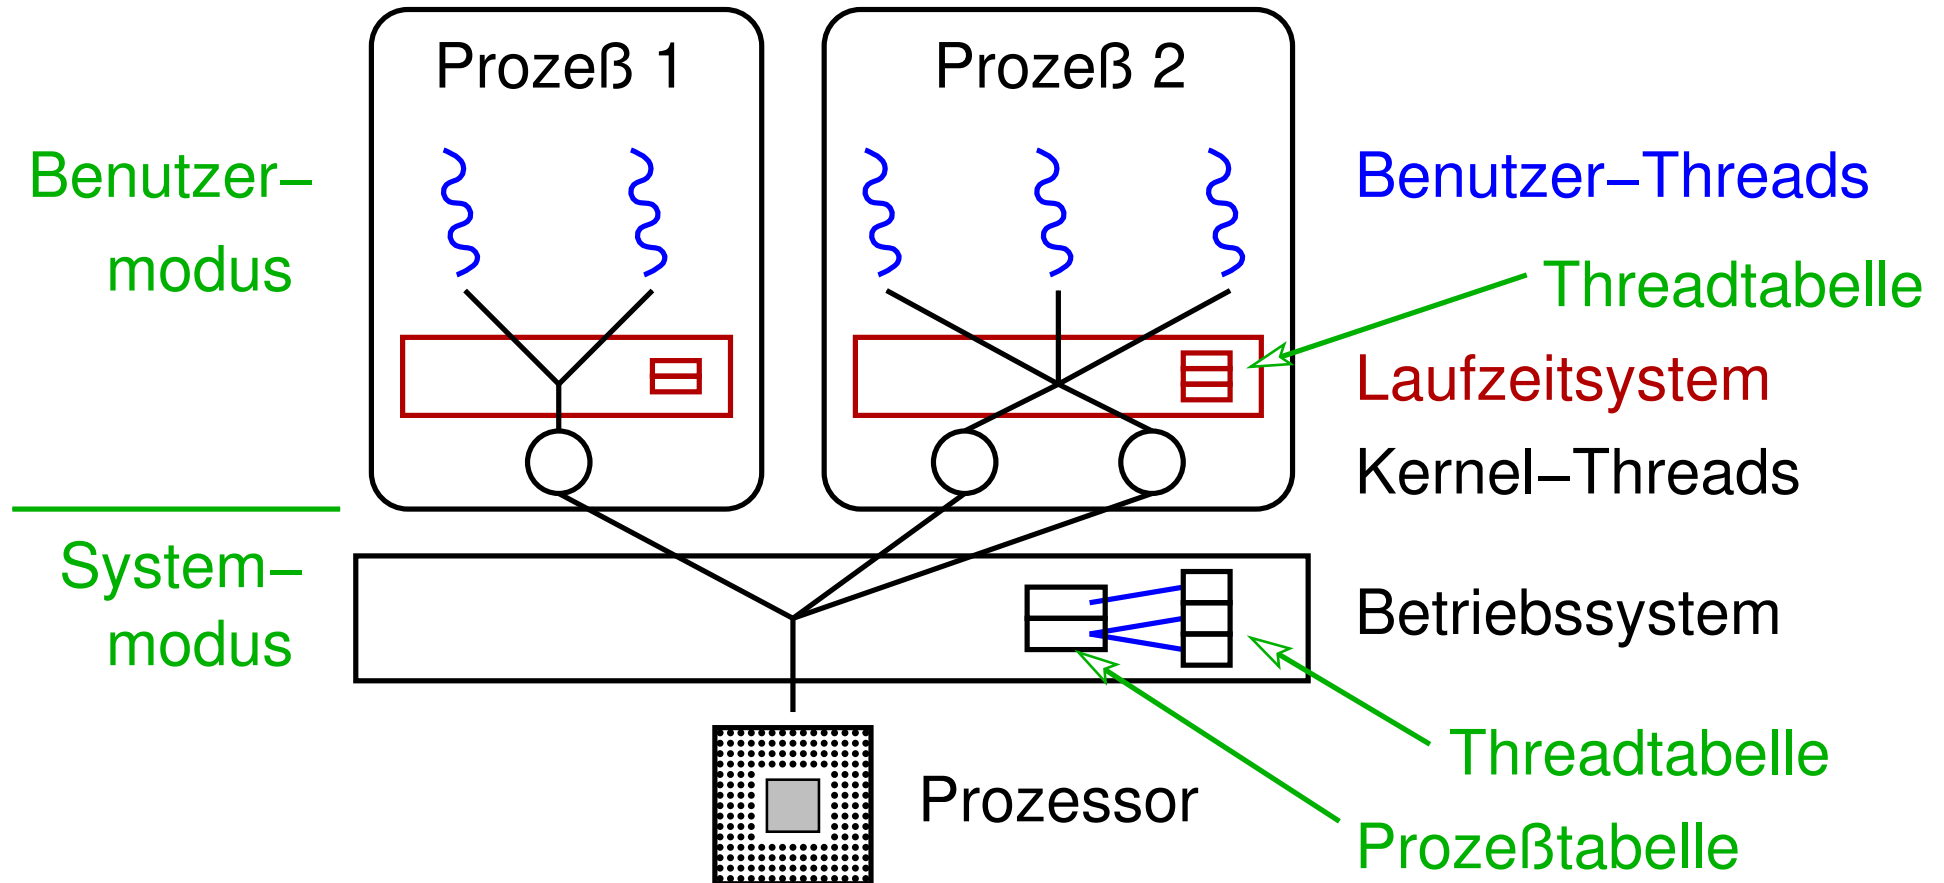 Prozeß 1
Prozeß 2
Benutzer–
modus
Benutzer–Threads
Threadtabelle
Laufzeitsystem
Kernel–Threads
System–
modus
Betriebssystem
Threadtabelle
Prozessor
Prozeßtabelle